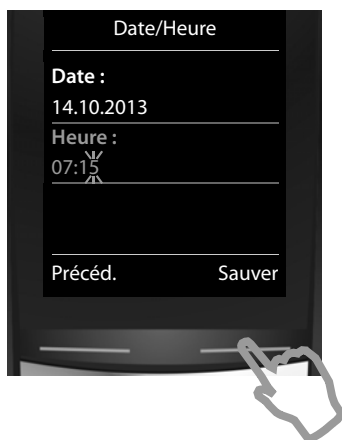 Date/Heure
Date :
14.10.2013
Heure :
07:15
Précéd. Sauver